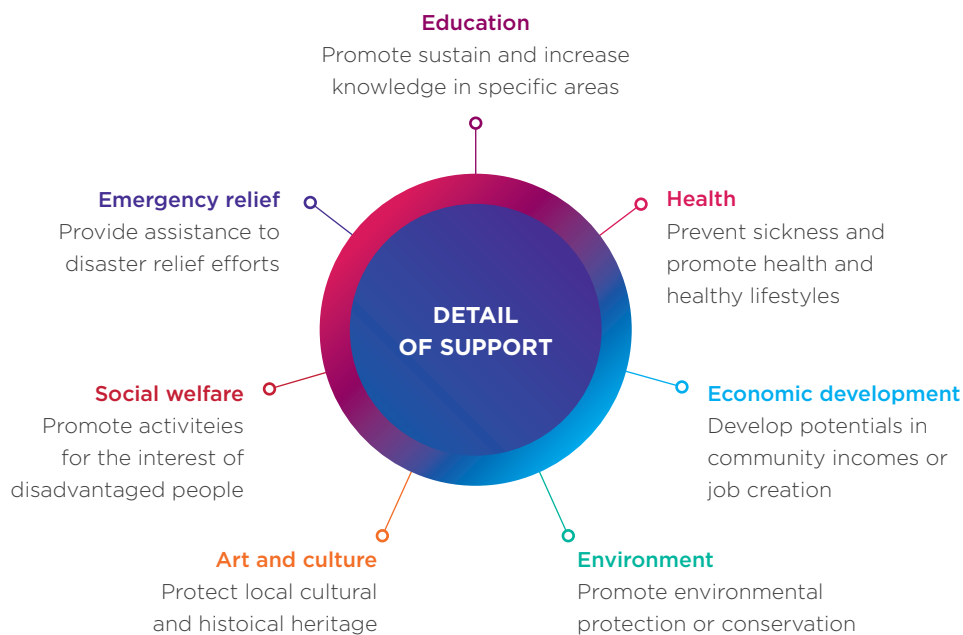 Education
Promote sustain and increase
knowledge in specific areas
Emergency relief
Provide assistance to
disaster relief efforts
Health
Prevent sickness and
promote health and
healthy lifestyles
DETAIL
OF SUPPORT
Social welfare
Promote activiteies
for the interest of
disadvantaged people
Economic development
Develop potentials in
community incomes or
job creation
Art and culture
Protect local cultural
and histoical heritage
Environment
Promote environmental
protection or conservation